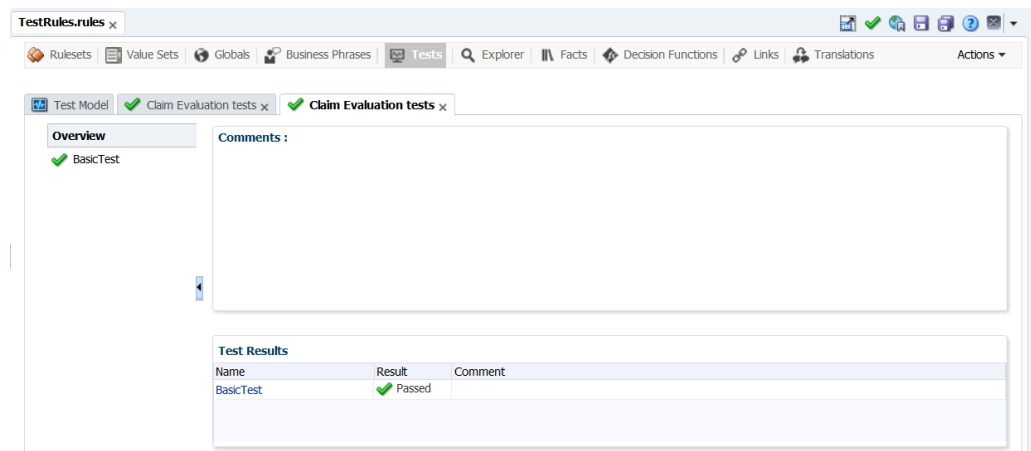 TestRules.rules
Rulesets Value Sets Globals Business Phrases Tests Explorer Facts Decision Functions Links Translations Actions
Test Model Claim Evaluation tests Claim Evaluation tests
Overview
BasicTest
Comments :
Test Results
Name Result Comment
BasicTest Passed